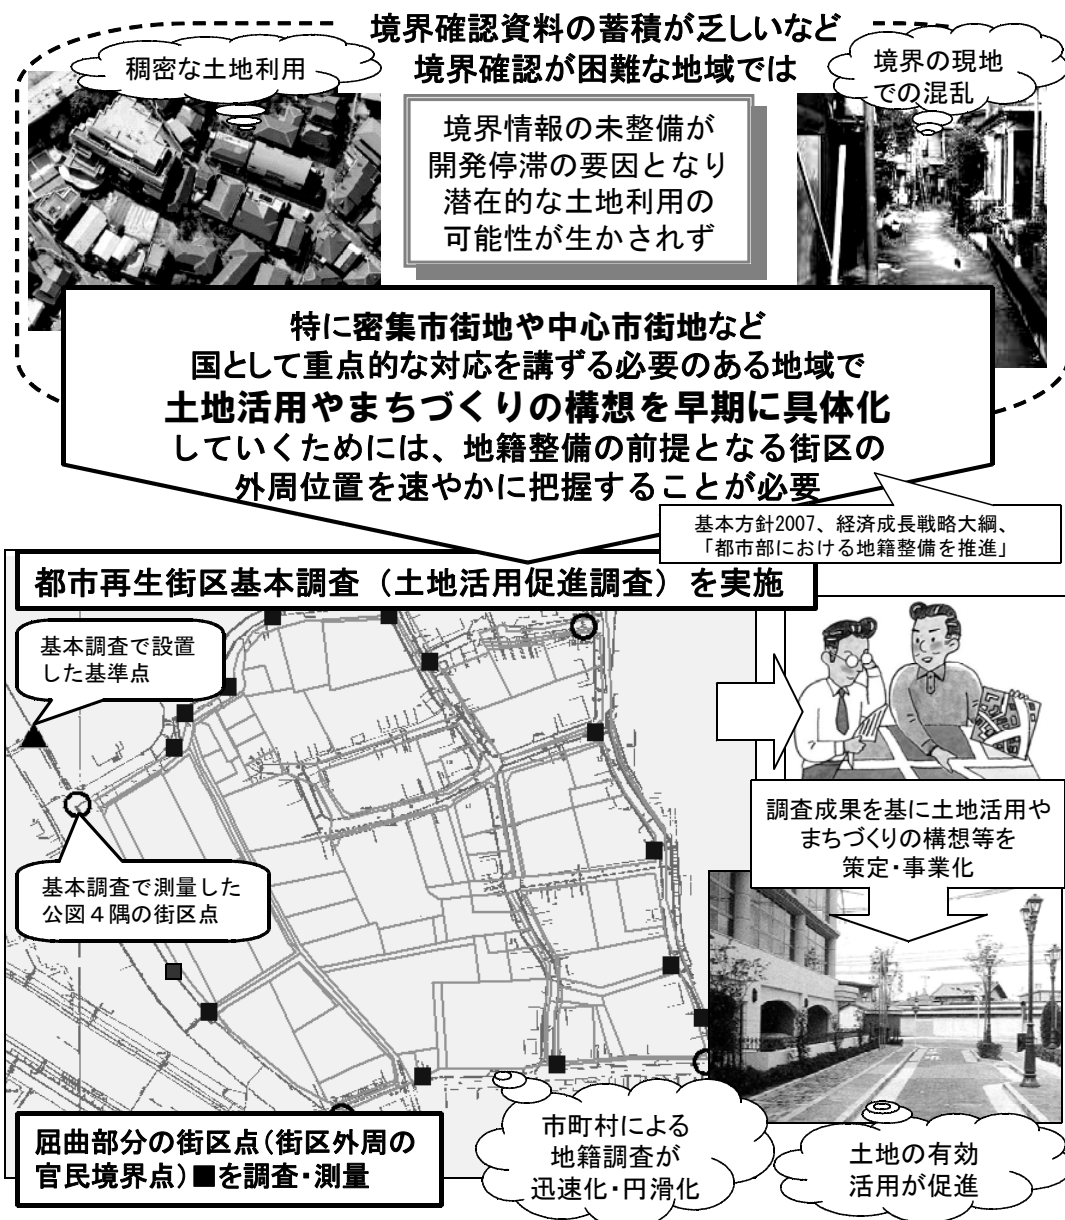 境界確認資料の蓄積が乏しいなど
境界確認が困難な地域では
稠密な土地利用
境界の現地
での混乱
境界情報の未整備が
開発停滞の要因となり
潜在的な土地利用の
可能性が生かされず
特に密集市街地や中心市街地など
国として重点的な対応を講ずる必要のある地域で
土地活用やまちづくりの構想を早期に具体化
していくためには、地籍整備の前提となる街区の
外周位置を速やかに把握することが必要
基本方針2007、経済成長戦略大綱、
「都市部における地籍整備を推進」
都市再生街区基本調査（土地活用促進調査）を実施
基本調査で設置
した基準点
基本調査で測量した
公図４隅の街区点
調査成果を基に土地活用や
まちづくりの構想等を
策定・事業化
屈曲部分の街区点（街区外周の
官民境界点）■を調査・測量
市町村による
地籍調査が
迅速化・円滑化
土地の有効
活用が促進